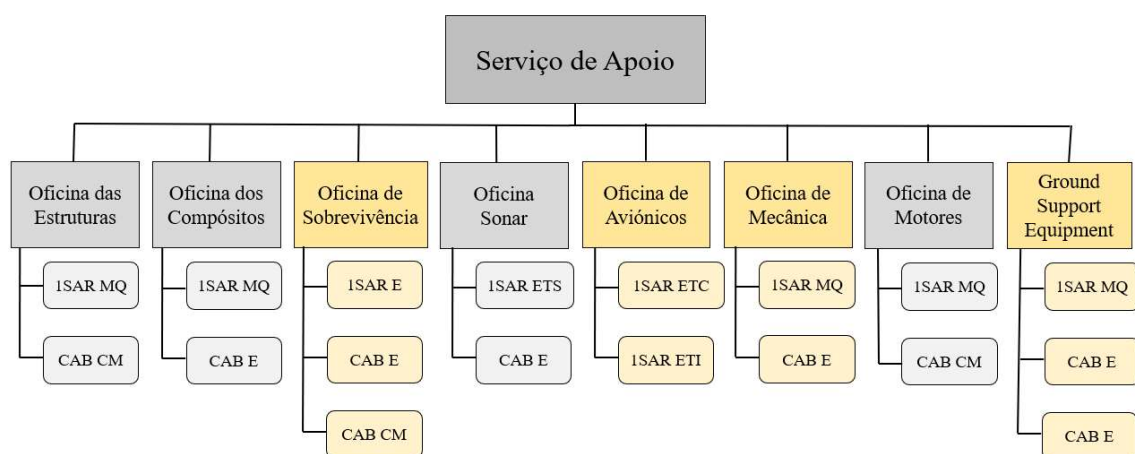 Serviço de Apoio
Oficina das
Estruturas
1SAR MQ
CAB CM
Oficina dos
Compósitos
1SAR MQ
CAB E
Oficina de
Sobrevivência
1SAR E
CAB E
CAB CM
Oficina
Sonar
1SAR ETS
CAB E
Oficina de
Aviónicos
1SAR ETC
1SAR ETI
Oficina de
Mecânica
1SAR MQ
CAB E
Oficina de
Motores
1SAR MQ
CAB CM
Ground
Support
Equipment
1SAR MQ
CAB E
CAB E